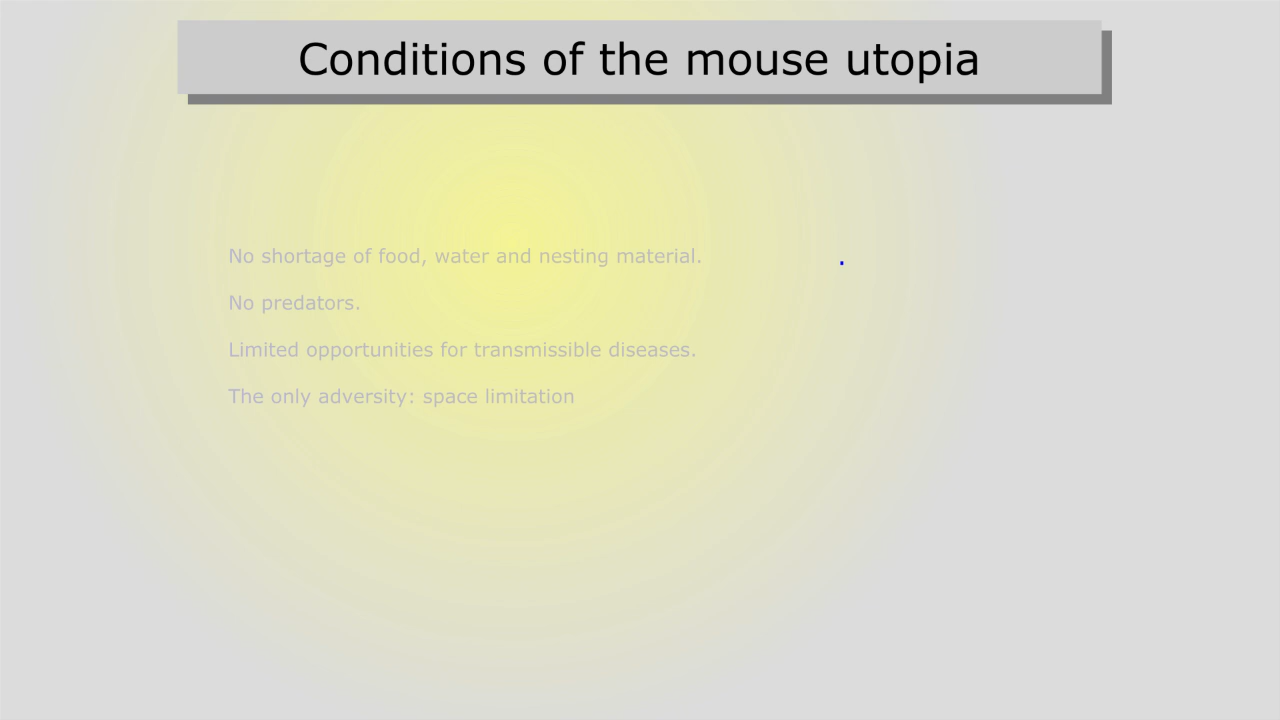 Conditions of the mouse utopia
No shortage of food, water and nesting material. .
No predators.
Limited opportunities for transmissible diseases.
The only adversity: space limitation